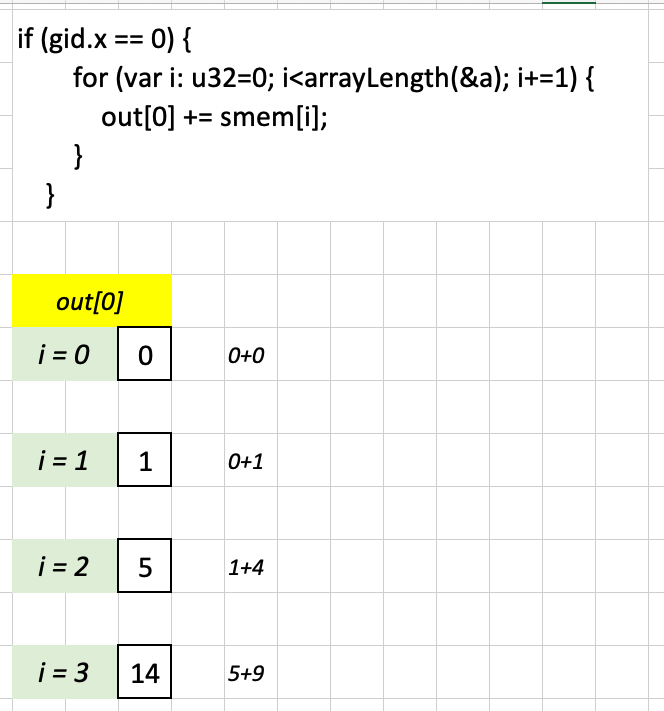 if (gid.x == 0) {
for (var i: u32=0; i<arrayLength(&a); i+=1) {
out[0] += smem[i];
}
}
out[0]
i = 0 0 0+0
i = 1 1 0+1
i = 2 5 1+4
i = 3 14 5+9